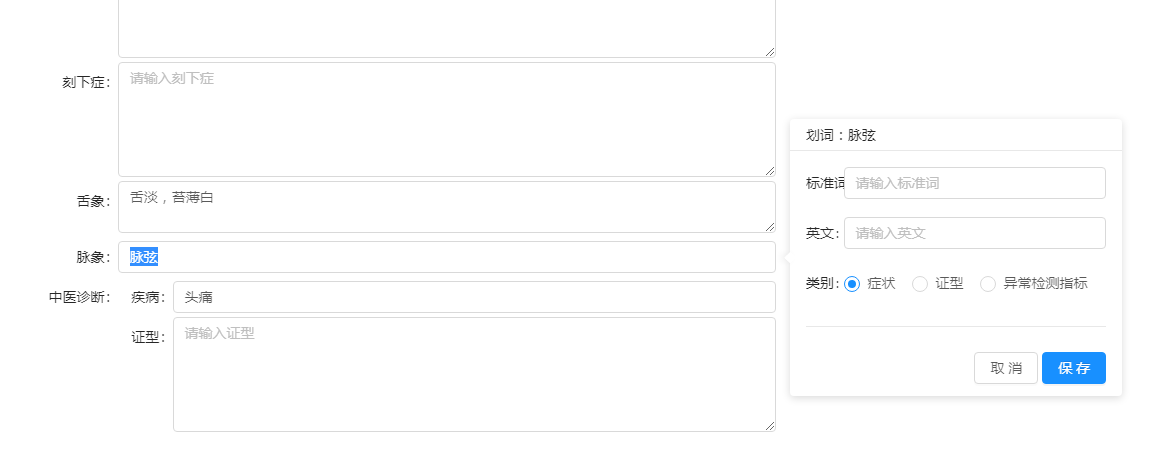 刻下症：
请输入刻下症
舌象：
舌淡，苔薄白
脉象：
脉弦
中医诊断：
疾病：
头痛
证型：
请输入证型
划词：脉弦
标准词
请输入标准词
英文：
请输入英文
类别：
症状
证型
异常检测指标
取 消
保 存